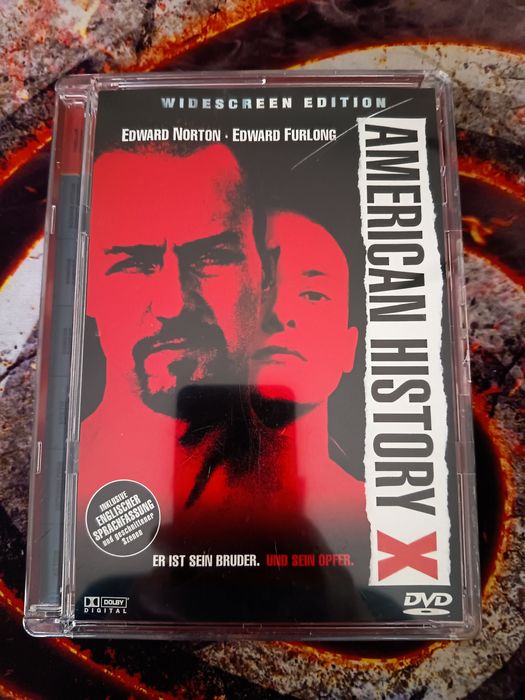 WIDESCREEN EDITION
EDWARD NORTON · EDWARD FURLONG
AMERICAN HISTORY X
INKLUSIVE
ENGLISCHER
SPRACHFASSUNG
und geschnittener
Szenen
ER IST SEIN BRUDER. UND SEIN OPFER.
DOLBY
DIGITAL
DVD